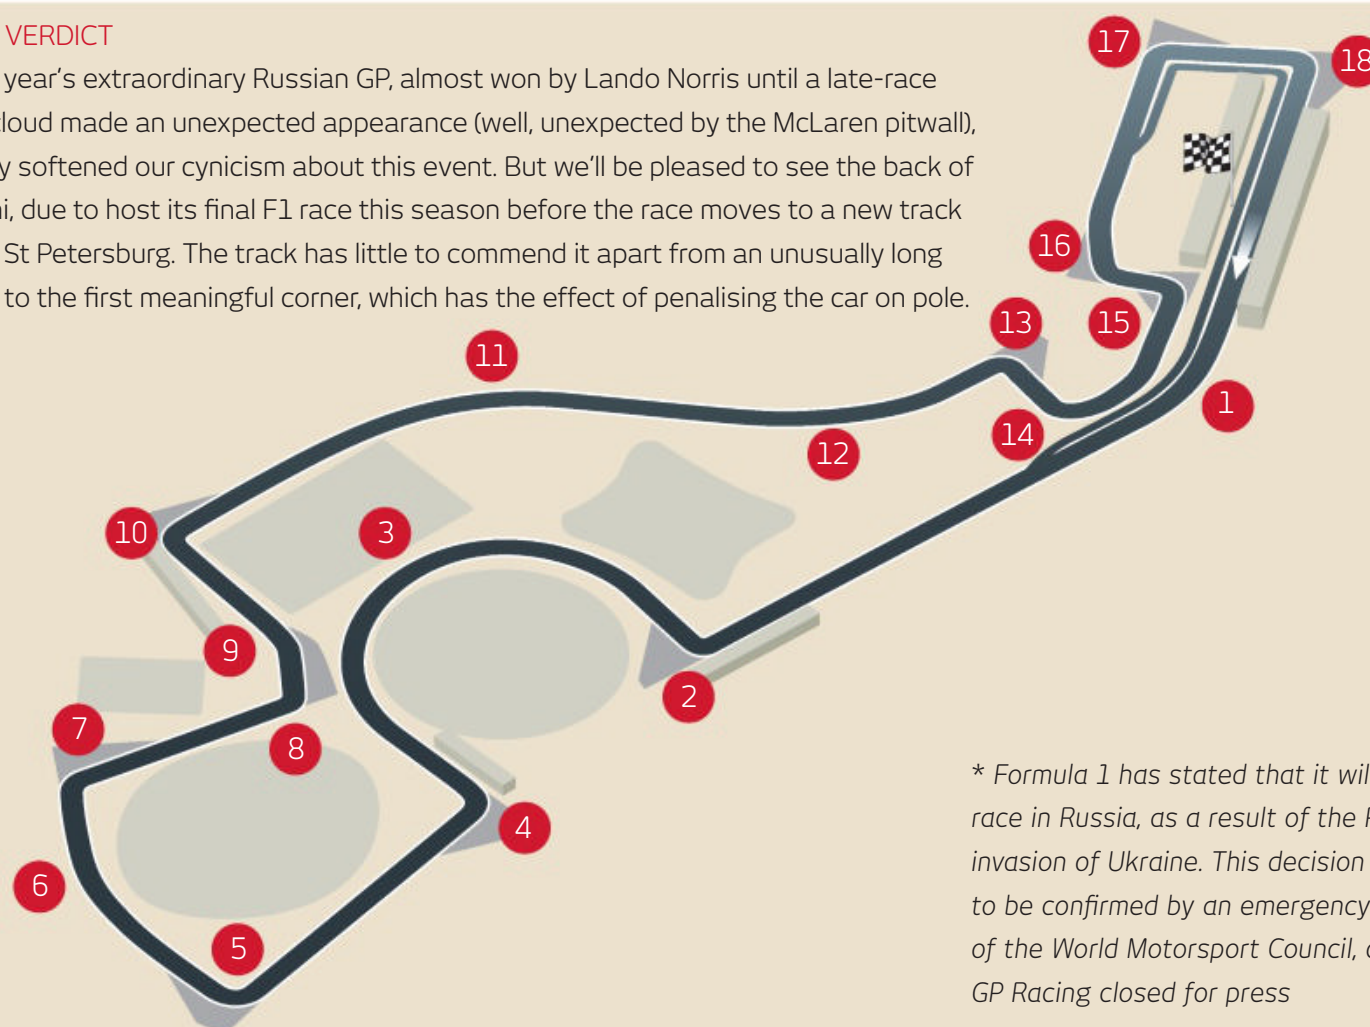 VERDICT
year's extraordinary Russian GP, almost won by Lando Norris until a late-race
cloud made an unexpected appearance (well, unexpected by the McLaren pitwall),
softened our cynicism about this event. But we'll be pleased to see the back of
due to host its final F1 race this season before the race moves to a new track
St Petersburg. The track has little to commend it apart from an unusually long
to the first meaningful corner, which has the effect of penalising the car on pole.
17
18
16
13
15
11
1
14
12
10
3
9
2
7
8
4
6
5
* Formula 1 has stated that it wil
race in Russia, as a result of the
invasion of Ukraine. This decision
to be confirmed by an emergency
of the World Motorsport Council,
GP Racing closed for press